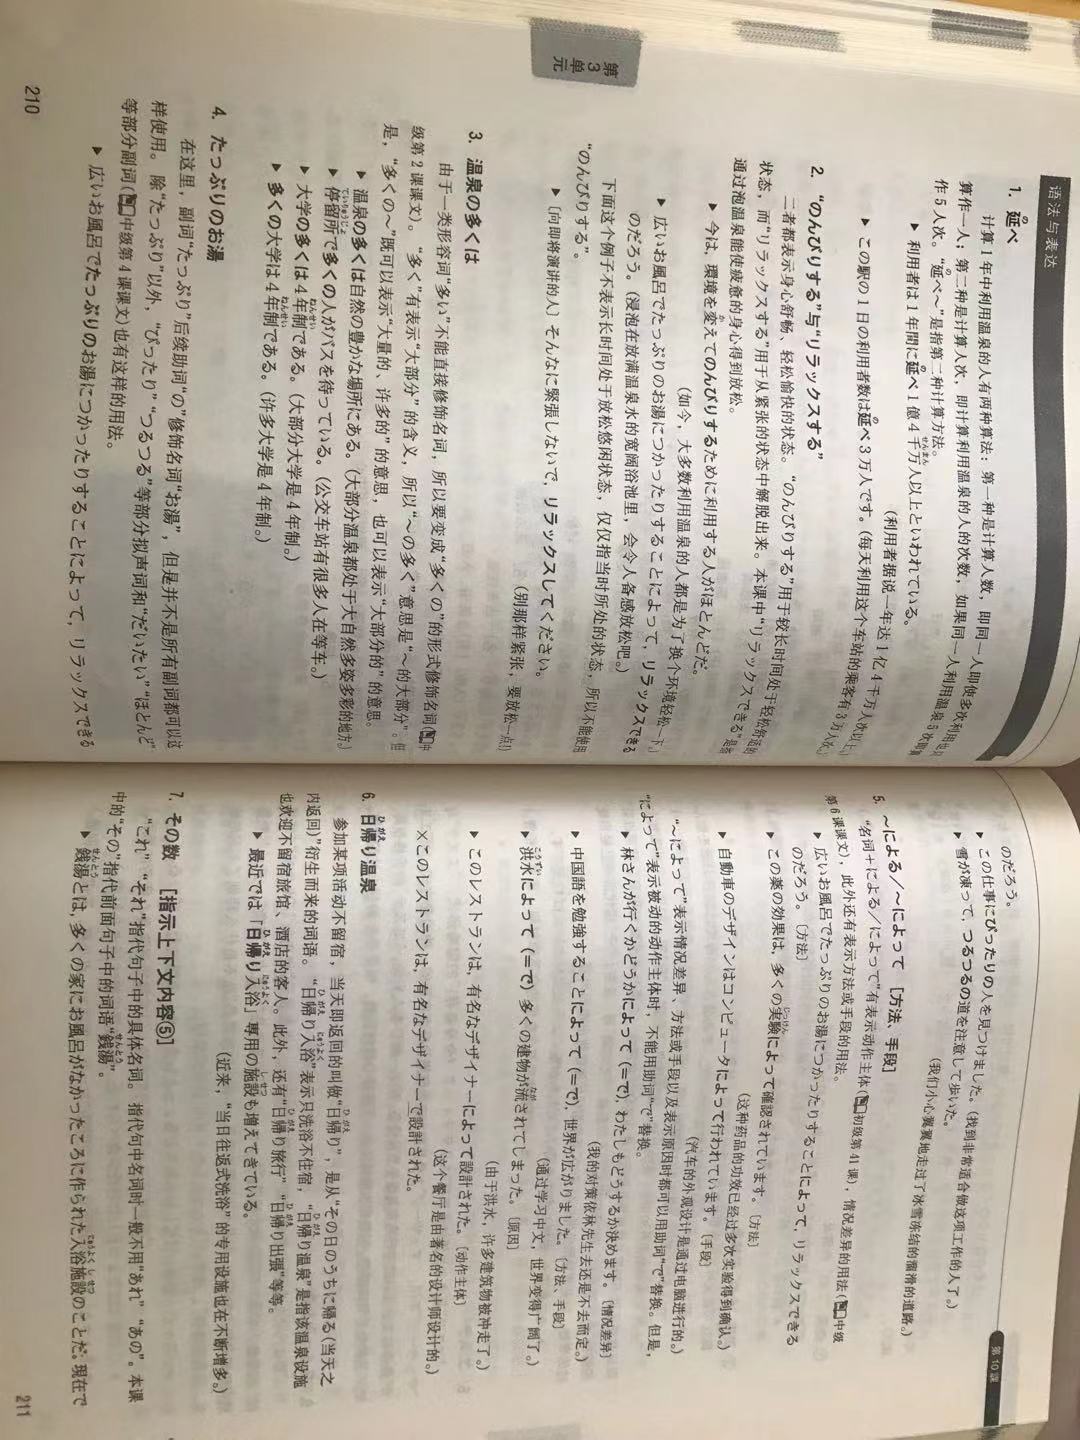 语法与表达
1. 延べ
计算1年中利用温泉的人有两种算法：第一种是计算人数，即同一人即使多次利用也只
算作一人；第二种是计算人次，即计算利用温泉的人的次数，如果同一人利用温泉5次即算
作5人次。“延べ～”是指第二种计算方法。
▶ 利用者は1年間に延べ1億4千万人以上といわれている。
（利用者据说一年达1亿4千万人次以上。）
▶ この駅の1日の利用者数は延べ3万人です。（每天利用这个车站的乘客有3万人次。）
2. “のんびりする”与“リラックスする”
二者都表示身心舒畅、轻松愉快的状态。“のんびりする”用于较长时间处于轻松舒适的
状态，而“リラックスする”用于从紧张的状态中解脱出来。本课中“リラックスできる”是指
通过泡温泉能使疲惫的身心得到放松。
▶ 今は，環境を変えてのんびりするために利用する人がほとんどだ。
（如今，大多数利用温泉的人都是为了换个环境轻松一下。）
▶ 広いお風呂でたっぷりのお湯につかったりすることによって，リラックスできる
のだろう。（浸泡在放满温泉水的宽阔浴池里，会令人备感放松吧。）
下面这个例子不表示长时间处于放松悠闲状态，仅仅指当时所处的状态，所以不能使用
“のんびりする”。
▶〔向即将演讲的人〕そんなに緊張しないで，リラックスしてください。
（别那样紧张，要放松一点！）
3. 温泉の多くは
由于一类形容词“多い”不能直接修饰名词，所以要变成“多くの”的形式修饰名词（中
级第2课课文）。“多く”有表示“大部分”的含义，所以“～の多く”意思是“～的大部分”。但
是，“多くの～”既可以表示“大量的、许多的”的意思，也可以表示“大部分的”的意思。
▶ 温泉の多くは自然の豊かな場所にある。（大部分温泉都处于大自然多姿多彩的地方。）
▶ 停留所で多くの人がバスを待っている。（公交车站有很多人在等车。）
▶ 大学の多くは4年制である。（大部分大学是4年制。）
▶ 多くの大学は4年制である。（许多大学是4年制。）
4. たっぷりのお湯
在这里，副词“たっぷり”后续助词“の”修饰名词“お湯”，但是并不是所有副词都可以这
样使用。除“たっぷり”以外，“ぴったり”“つるつる”等部分拟声词和“だいたい”“ほとんど”
等部分副词（中级第4课课文）也有这样的用法。
▶ 広いお風呂でたっぷりのお湯につかったりすることによって，リラックスできる
210
第3单元
のだろう。
▶ この仕事にぴったりの人を見つけました。（找到非常适合做这项工作的人了。）
▶ 雪が凍って，つるつるの道を注意して歩いた。
（我们小心翼翼地走过了冰雪冻结的溜滑的道路。）
5. ～による／～によって [方法、手段]
“名词＋による／によって”有表示动作主体（初级第41课），情况差异的用法（中级
第6课课文），此外还有表示方法或手段的用法。
▶ 広いお風呂でたっぷりのお湯につかったりすることによって，リラックスできる
のだろう。〔方法〕
▶ この薬の効果は，多くの実験によって確認されています。〔方法〕
（这种药品的功效已经过多次实验得到确认。）
▶ 自動車のデザインはコンピュータによって行われています。〔手段〕
（汽车的外观设计是通过电脑进行的。）
“～によって”表示情况差异、方法或手段以及表示原因时都可以用助词“で”替换。但是，
“によって”表示被动的动作主体时，不能用助词“で”替换。
▶ 林さんが行くかどうかによって（＝で），わたしもどうするか決めます。〔情况差异〕
（我的对策依林先生去还是不去而定。）
▶ 中国語を勉強することによって（＝で），世界が広がりました。〔方法、手段〕
（通过学习中文，世界变得广阔了。）
▶ 洪水によって（＝で）多くの建物が流されてしまった。〔原因〕
（由于洪水，许多建筑物被冲走了。）
▶ このレストランは，有名なデザイナーによって設計された。〔动作主体〕
（这个餐厅是由著名的设计师设计的。）
×このレストランは，有名なデザイナーで設計された。
6. 日帰り温泉
参加某项活动不留宿，当天即返回的叫做“日帰り”，是从“その日のうちに帰る（当天之
内返回）”衍生而来的词语。“日帰り入浴”表示只洗浴不住宿，“日帰り温泉”是指该温泉设施
也欢迎不留宿旅馆、酒店的客人。此外，还有“日帰り旅行”“日帰り出張”等等。
▶ 最近では「日帰り入浴」専用の施設も増えてきている。
（近来，“当日往返式洗浴”的专用设施也在不断增多。）
7. その数 [指示上下文内容⑤]
“これ”“それ”指代句子中的具体名词。指代句中名词时一般不用“あれ”“あの”。本课
中的“その”指代前面句子中的词语“銭湯”。
▶ 銭湯とは，多くの家にお風呂がなかったころに作られた入浴施設のことだ。現在で
第10課
211